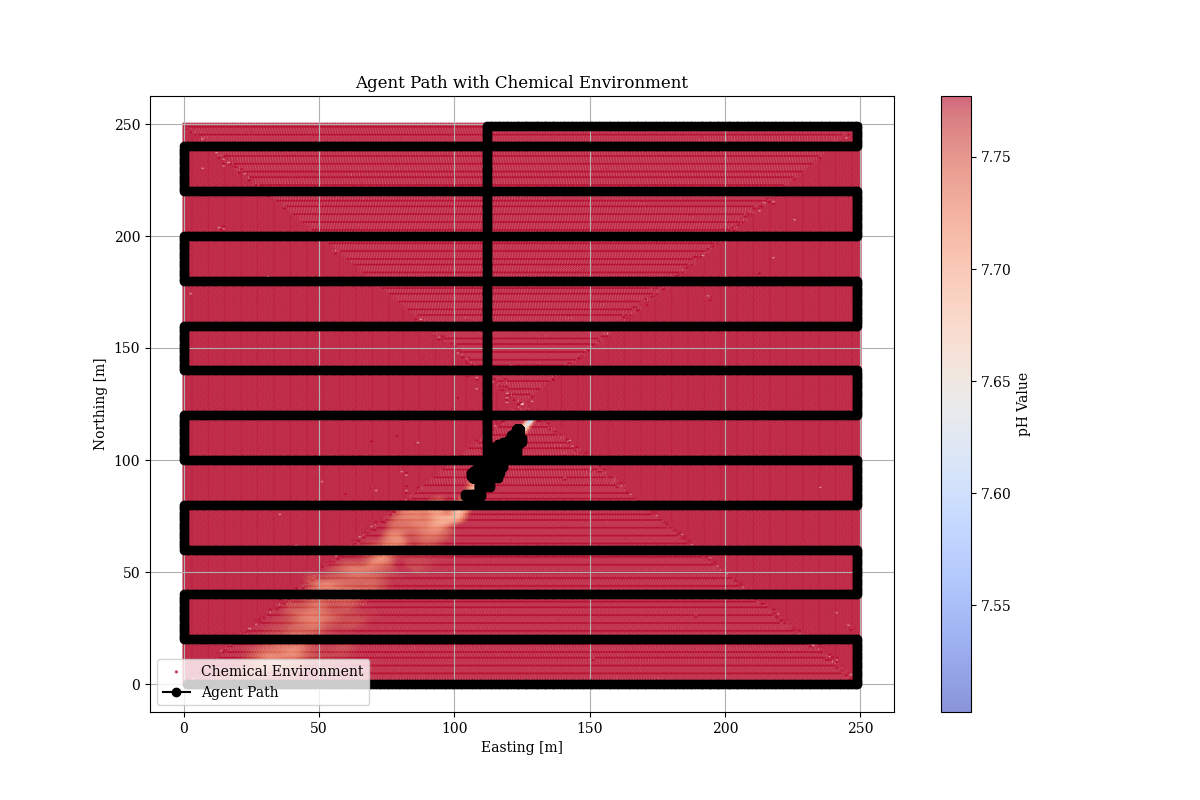 Agent Path with Chemical Environment
250
200
150
100
50
0
Northing [m]
Chemical Environment
Agent Path
0 50 100 150 200 250
Easting [m]
7.75
7.70
7.65
7.60
7.55
pH Value